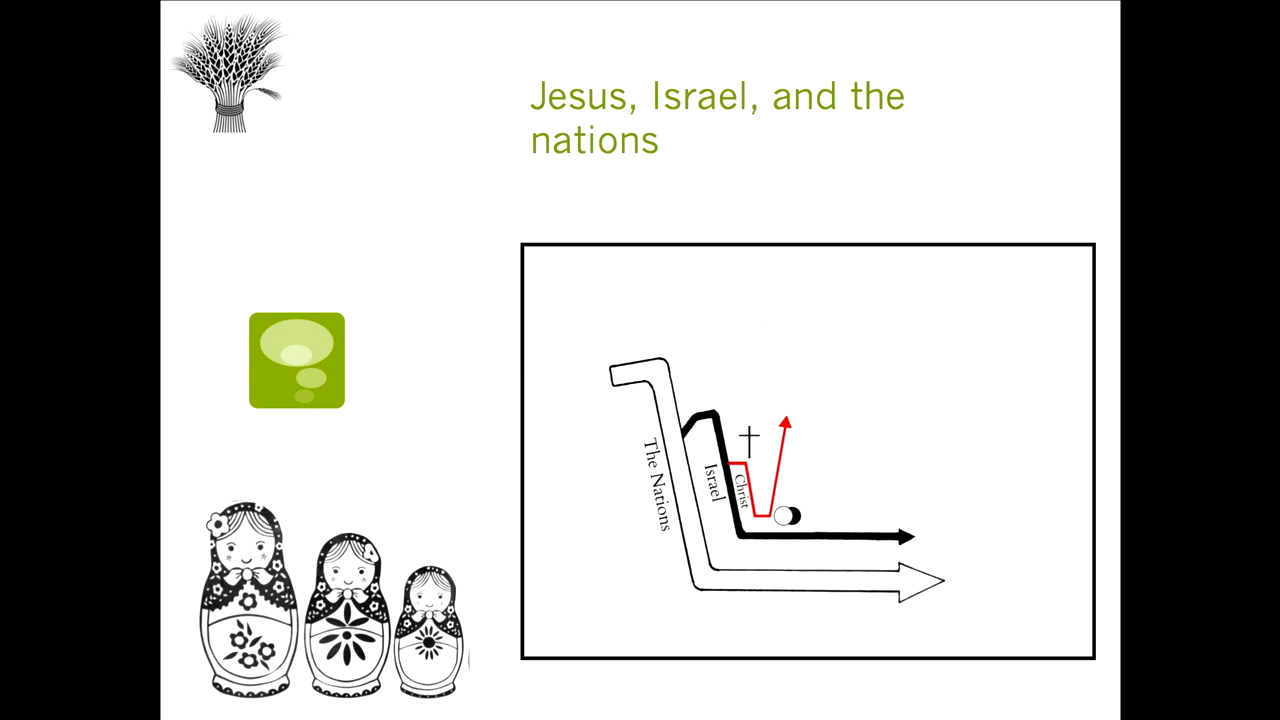 Jesus, Israel, and the
nations
The Nations
Israel
Christ